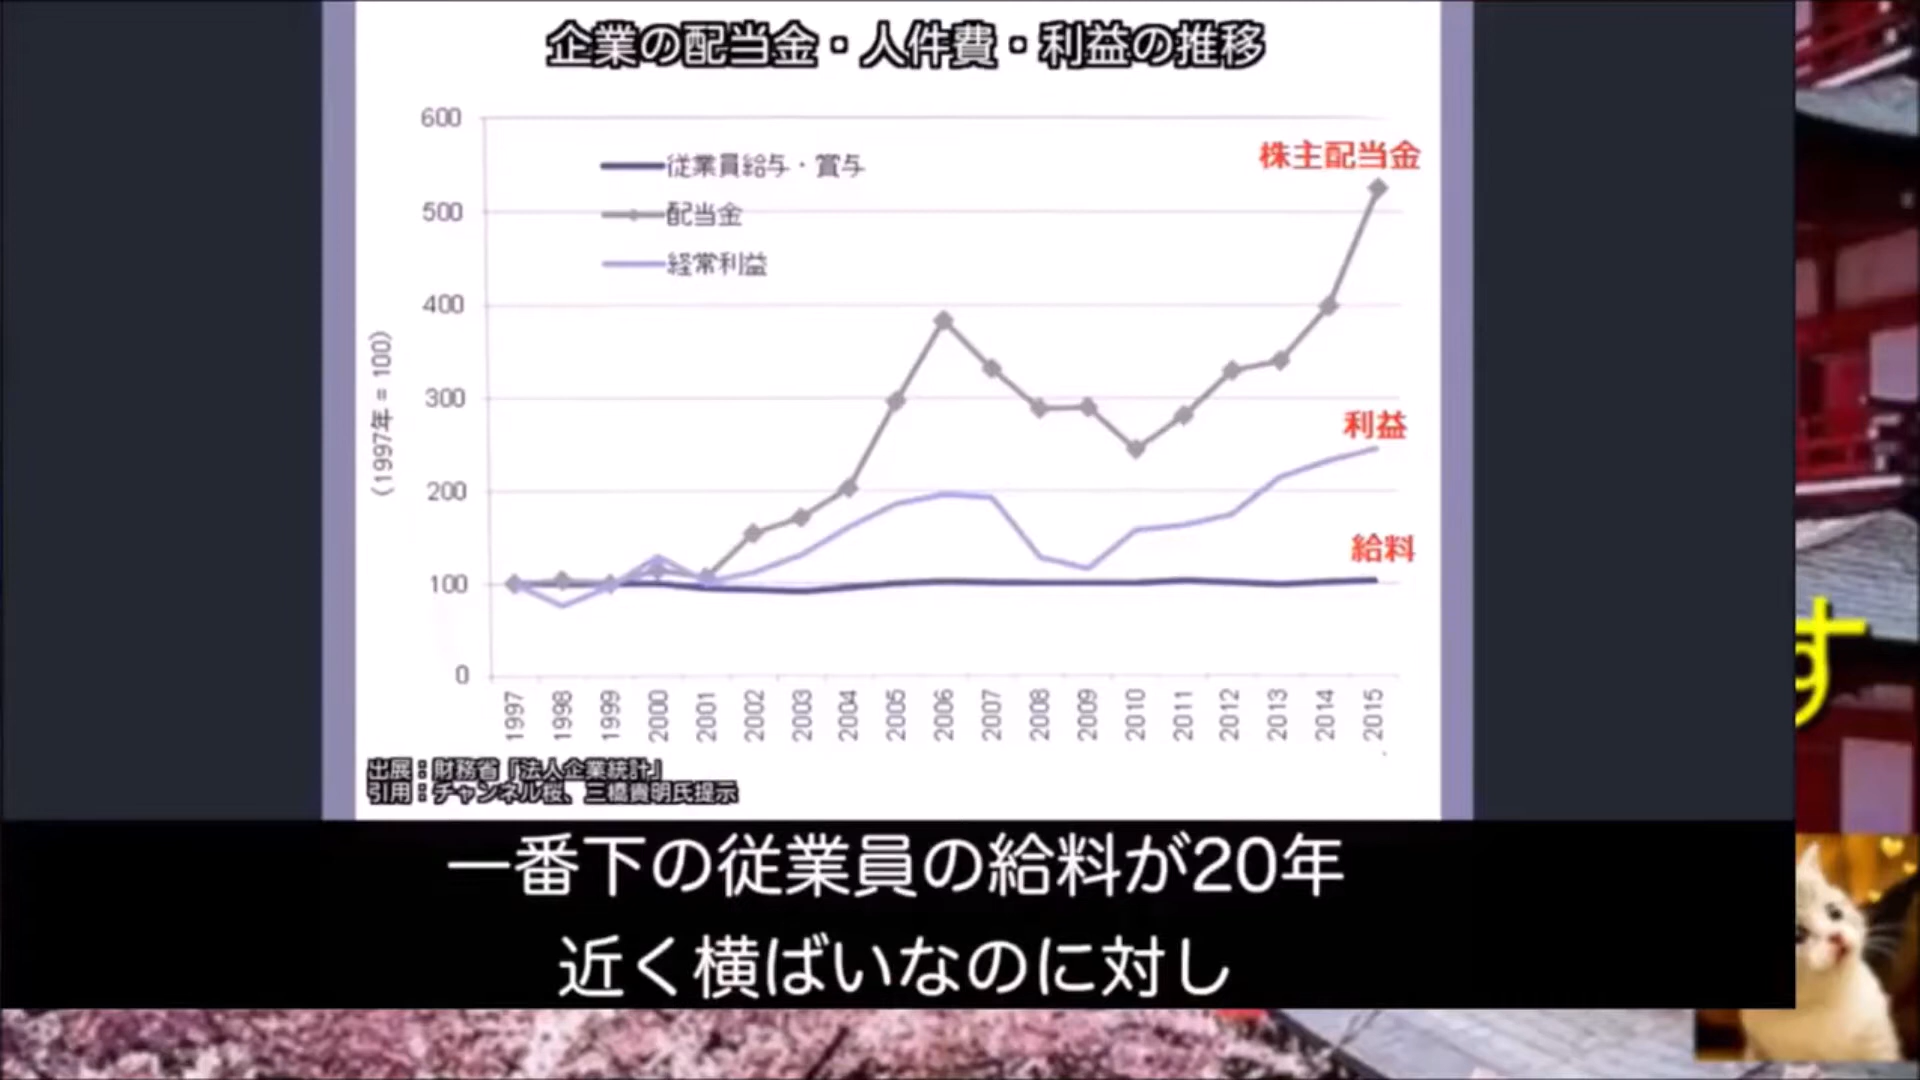 企業の配当金・人件費・利益の推移
600
500
400
300
200
100
0
(1997年 = 100)
従業員給与・賞与
配当金
経常利益
株主配当金
利益
給料
1997
1998
1999
2000
2001
2002
2003
2004
2005
2006
2007
2008
2009
2010
2011
2012
2013
2014
2015
出展：財務省「法人企業統計」
引用：チャンネル桜、三橋貴明氏提示
す
一番下の従業員の給料が20年
近く横ばいなのに対し